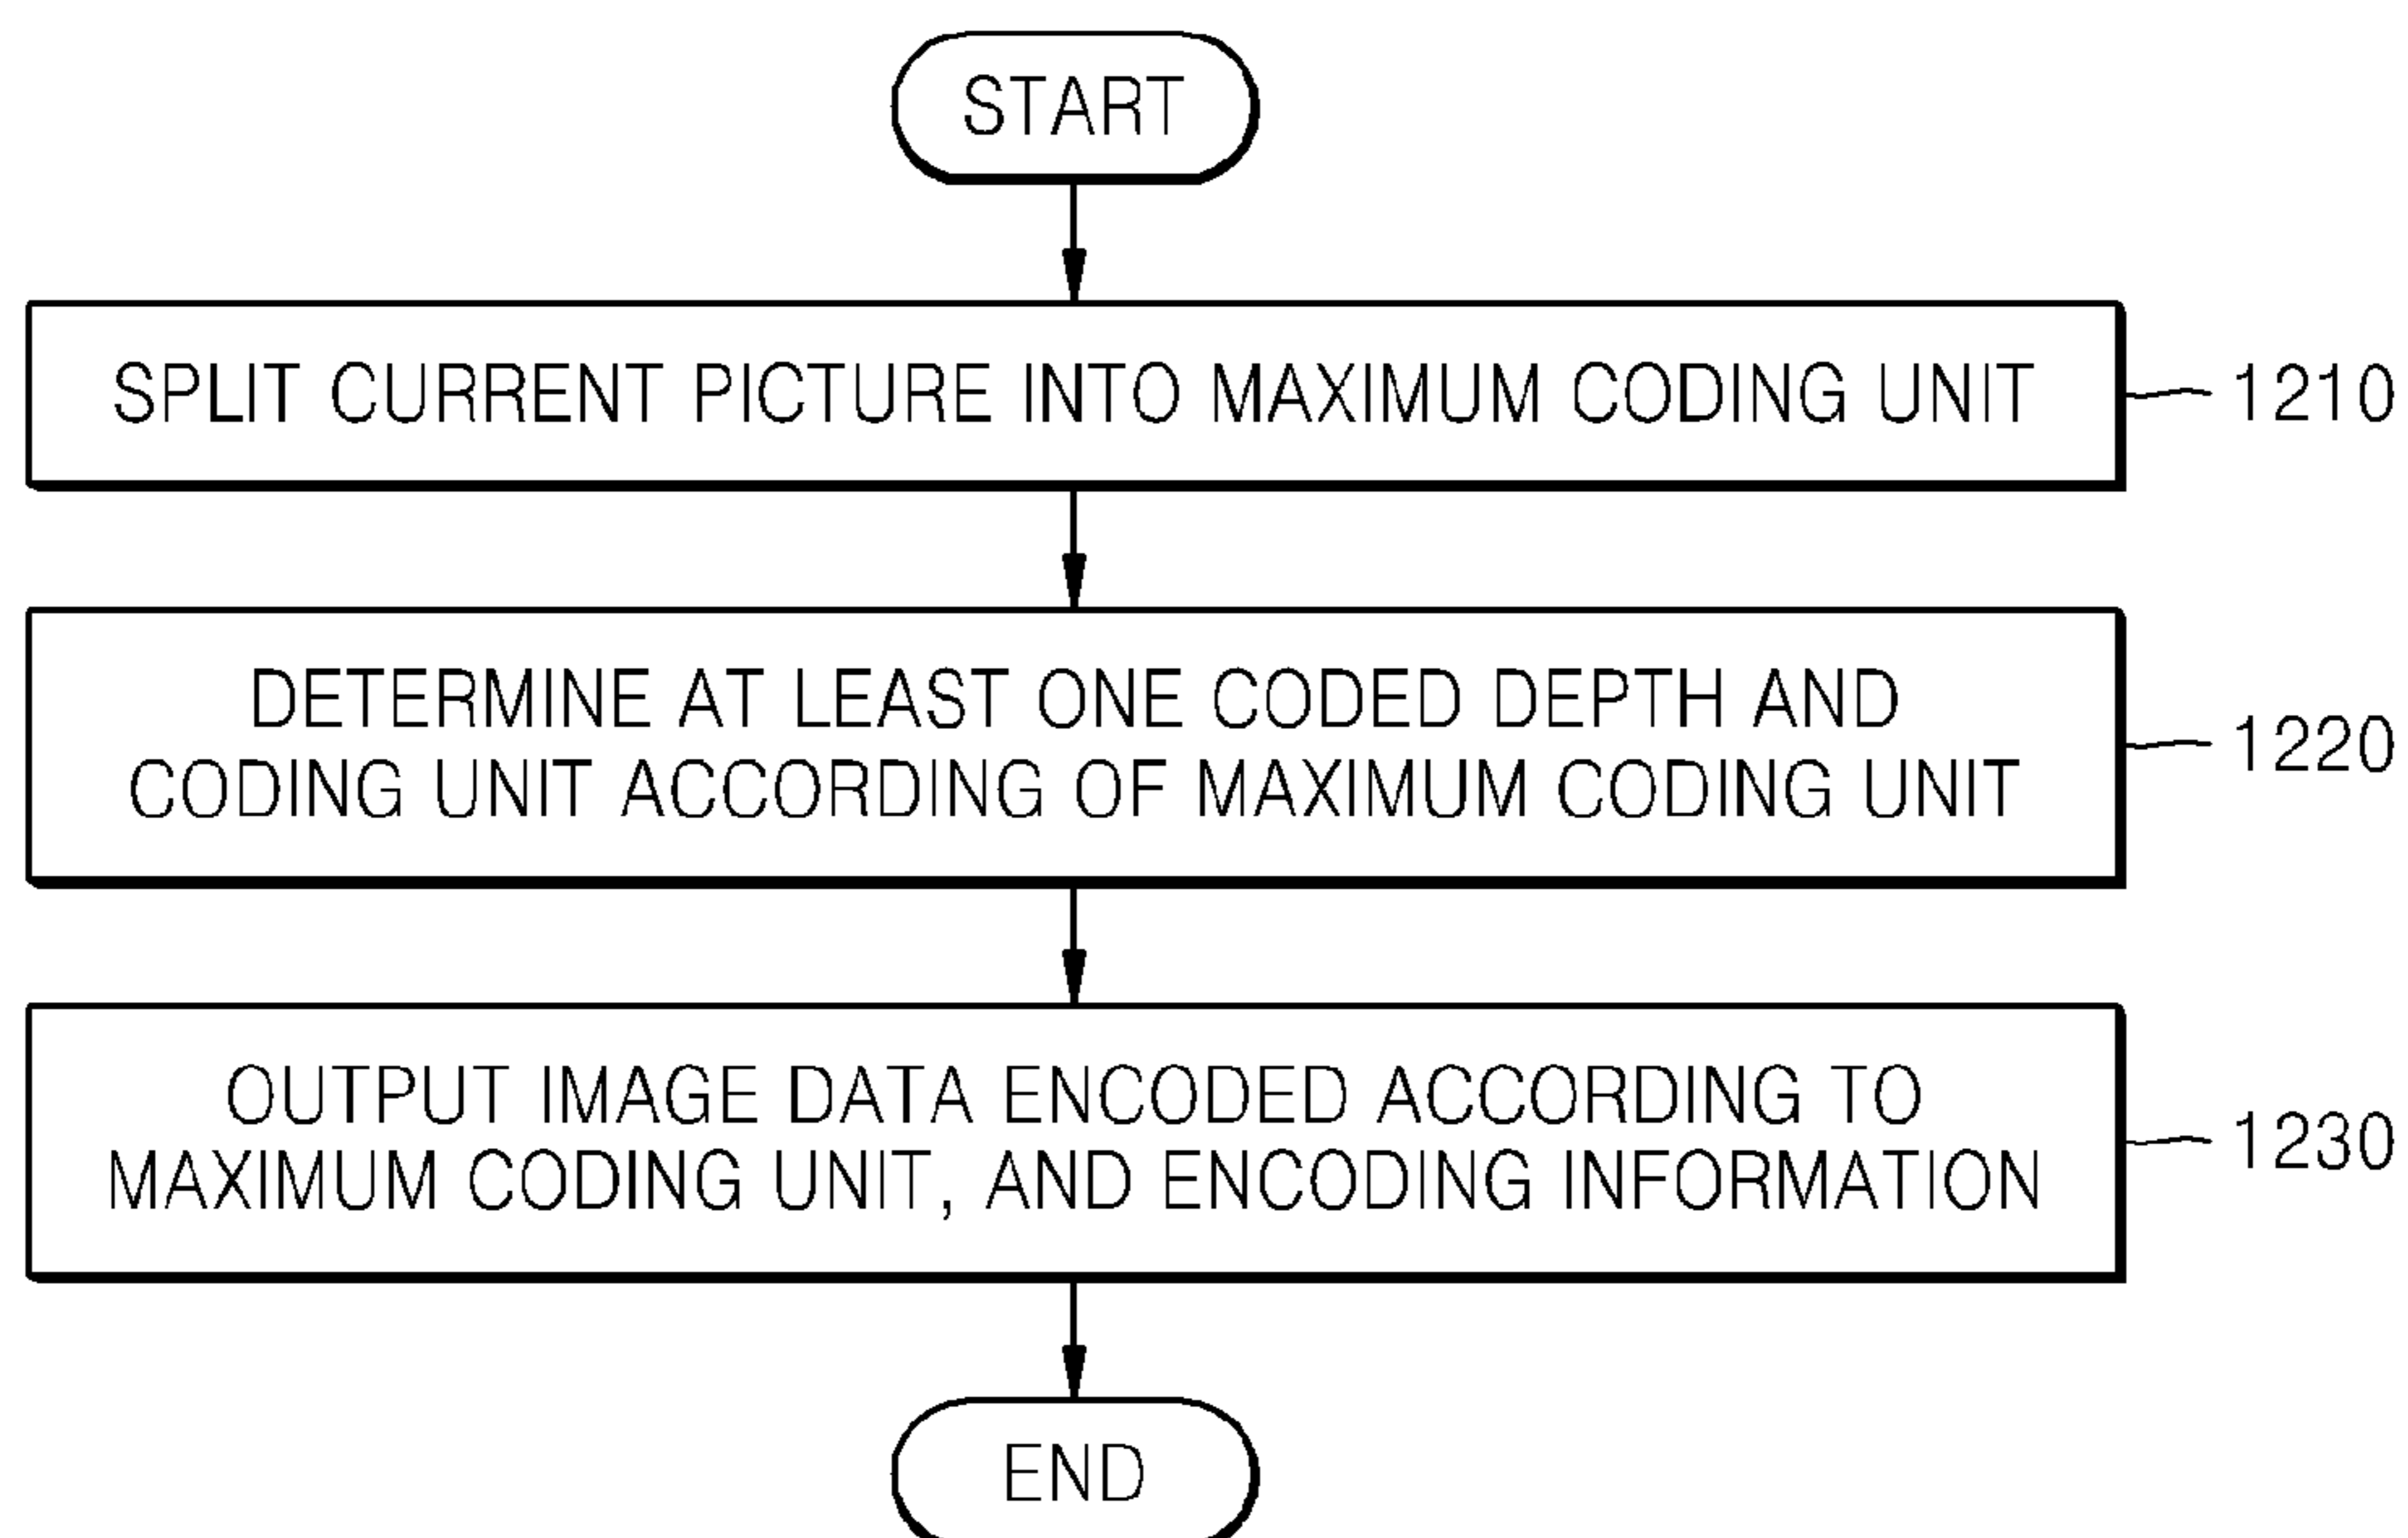 START
SPLIT CURRENT PICTURE INTO MAXIMUM CODING UNIT
1210
DETERMINE AT LEAST ONE CODED DEPTH AND
CODING UNIT ACCORDING OF MAXIMUM CODING UNIT
1220
OUTPUT IMAGE DATA ENCODED ACCORDING TO
MAXIMUM CODING UNIT, AND ENCODING INFORMATION
1230
END